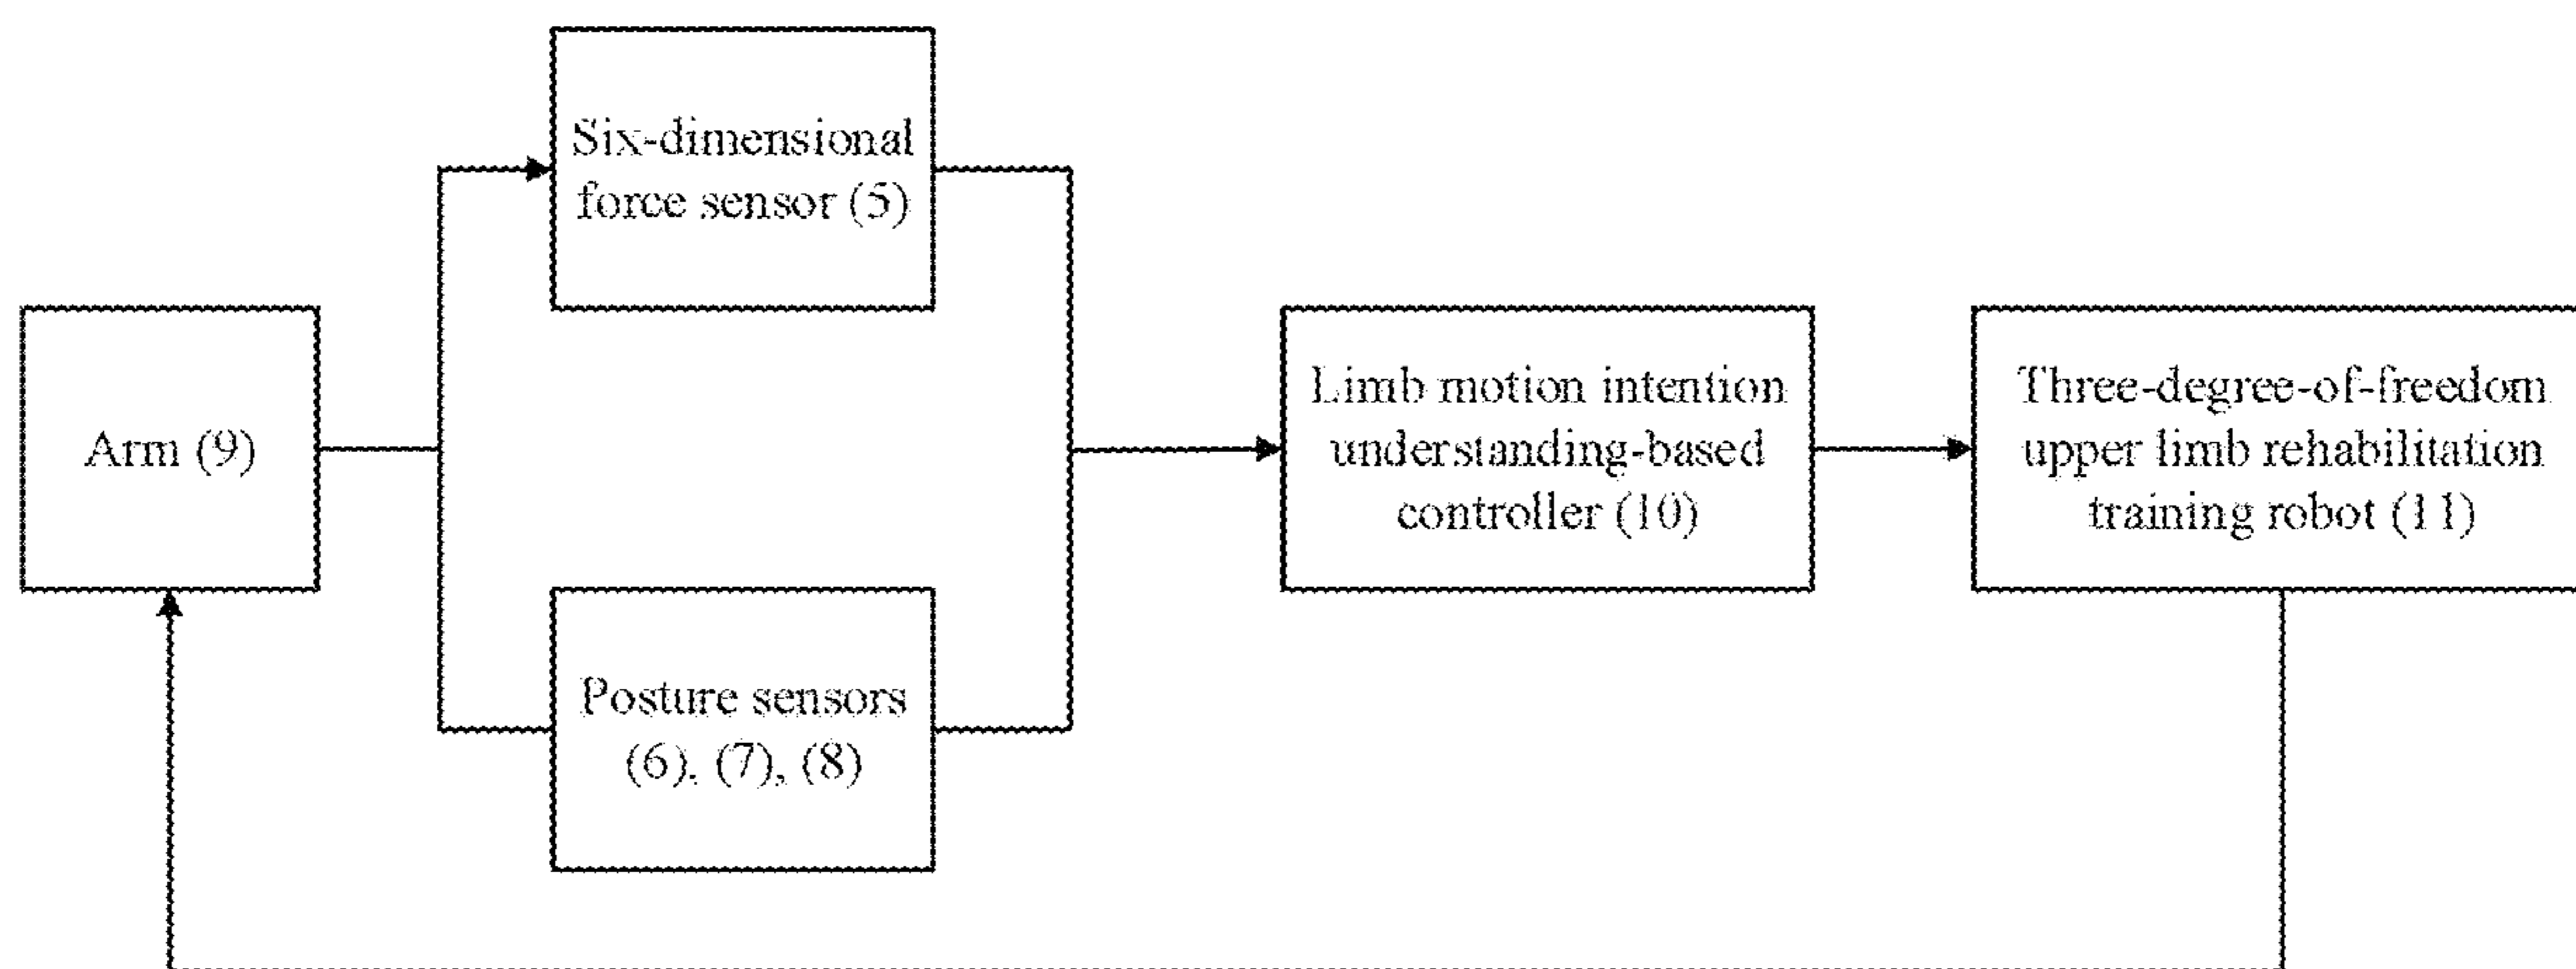 Six-dimensional
force sensor (5)
Arm (9)
Limb motion intention
understanding-based
controller (10)
Three-degree-of-freedom
upper limb rehabilitation
training robot (11)
Posture sensors
(6), (7), (8)